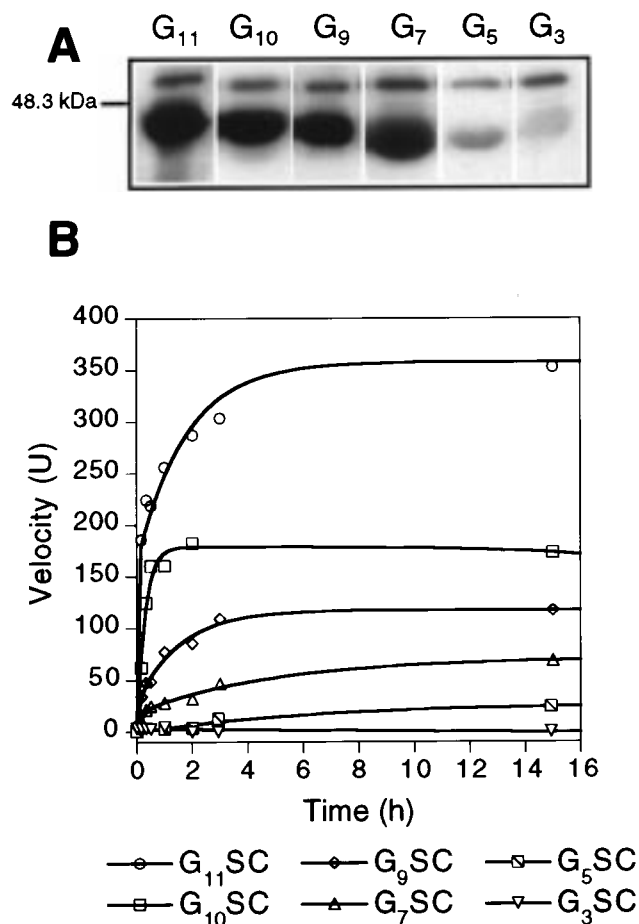 A
G₁₁ G₁₀ G₉ G₇ G₅ G₃
48.3 kDa
B
Velocity (U)
400
350
300
250
200
150
100
50
0
0 2 4 6 8 10 12 14 16
Time (h)
G₁₁SC G₉SC G₅SC
G₁₀SC G₇SC G₃SC